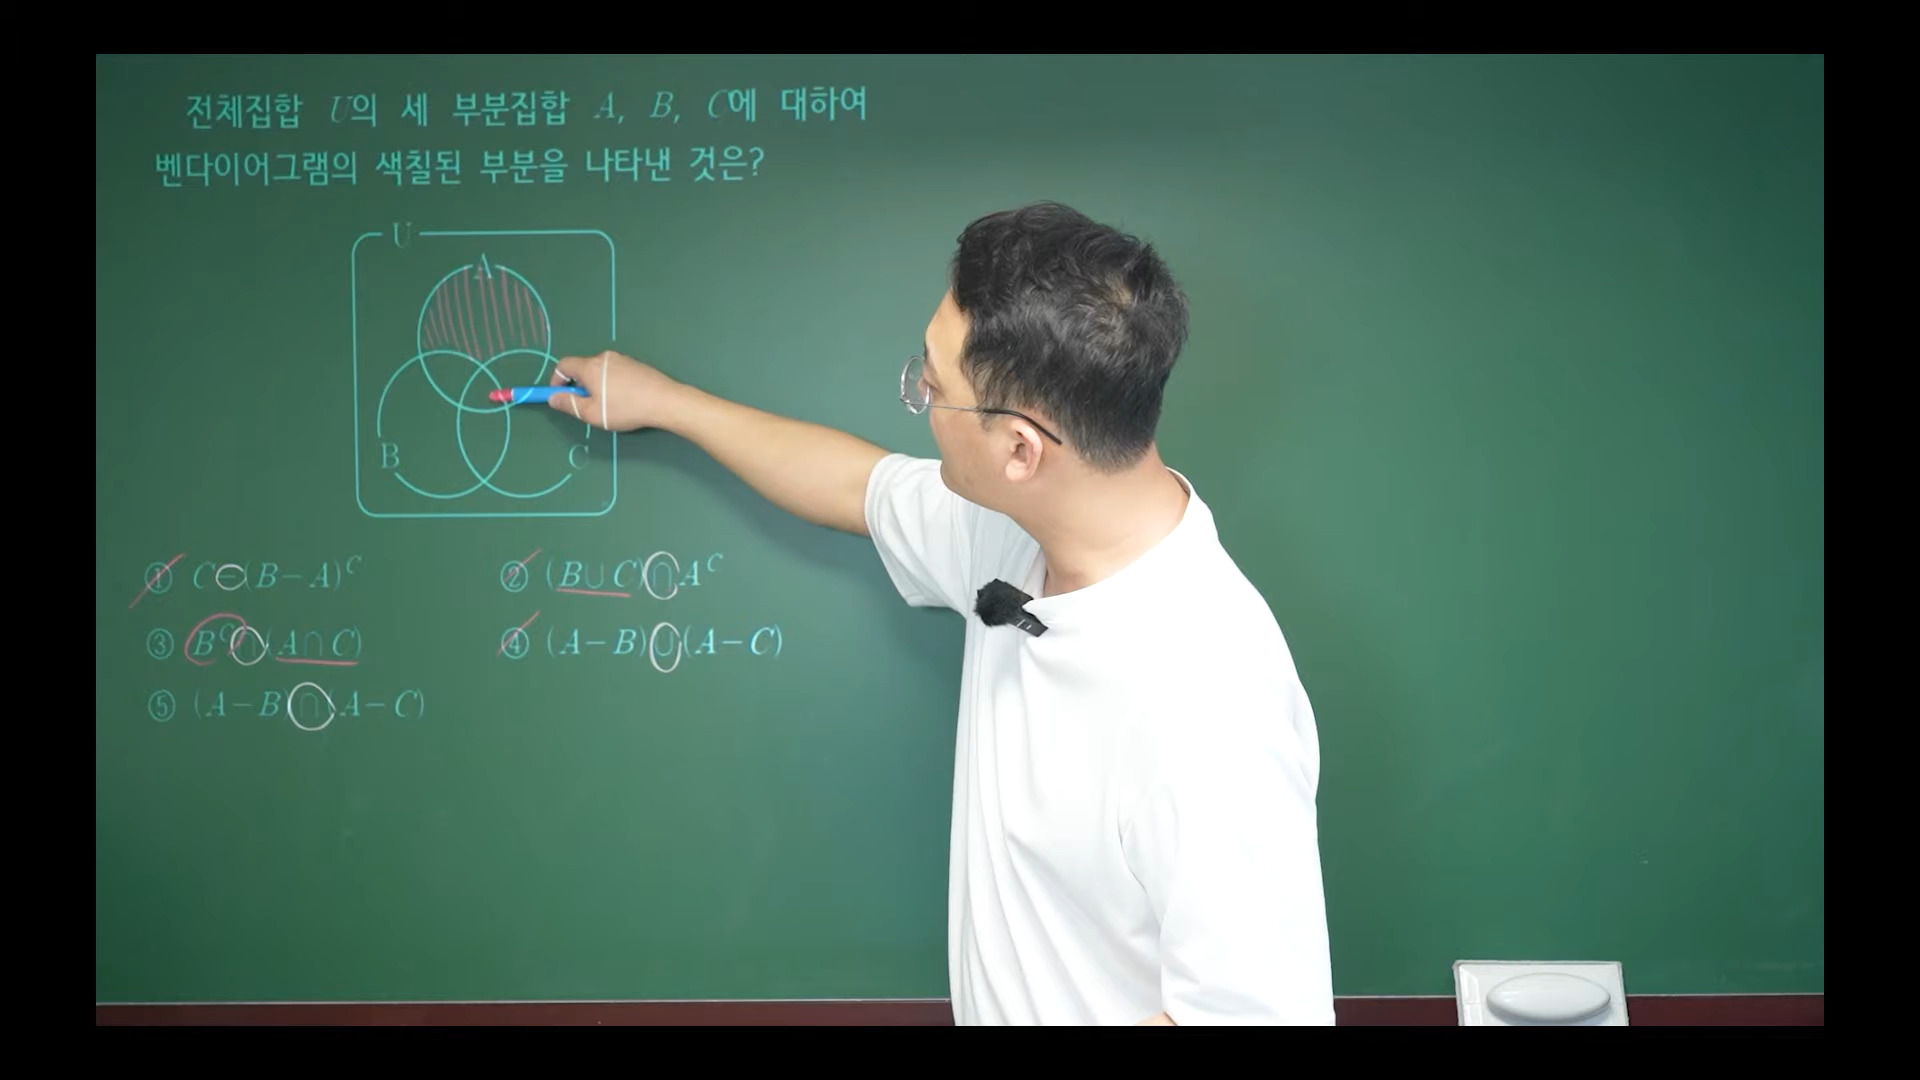 전체집합 U의 세 부분집합 A, B, C에 대하여
벤다이어그램의 색칠된 부분을 나타낸 것은?
U
A
B
C
① C−(B−A)ᶜ ② (B∪C)∩Aᶜ
③ Bᶜ∩(A∩C) ④ (A−B)∪(A−C)
⑤ (A−B)∩(A−C)